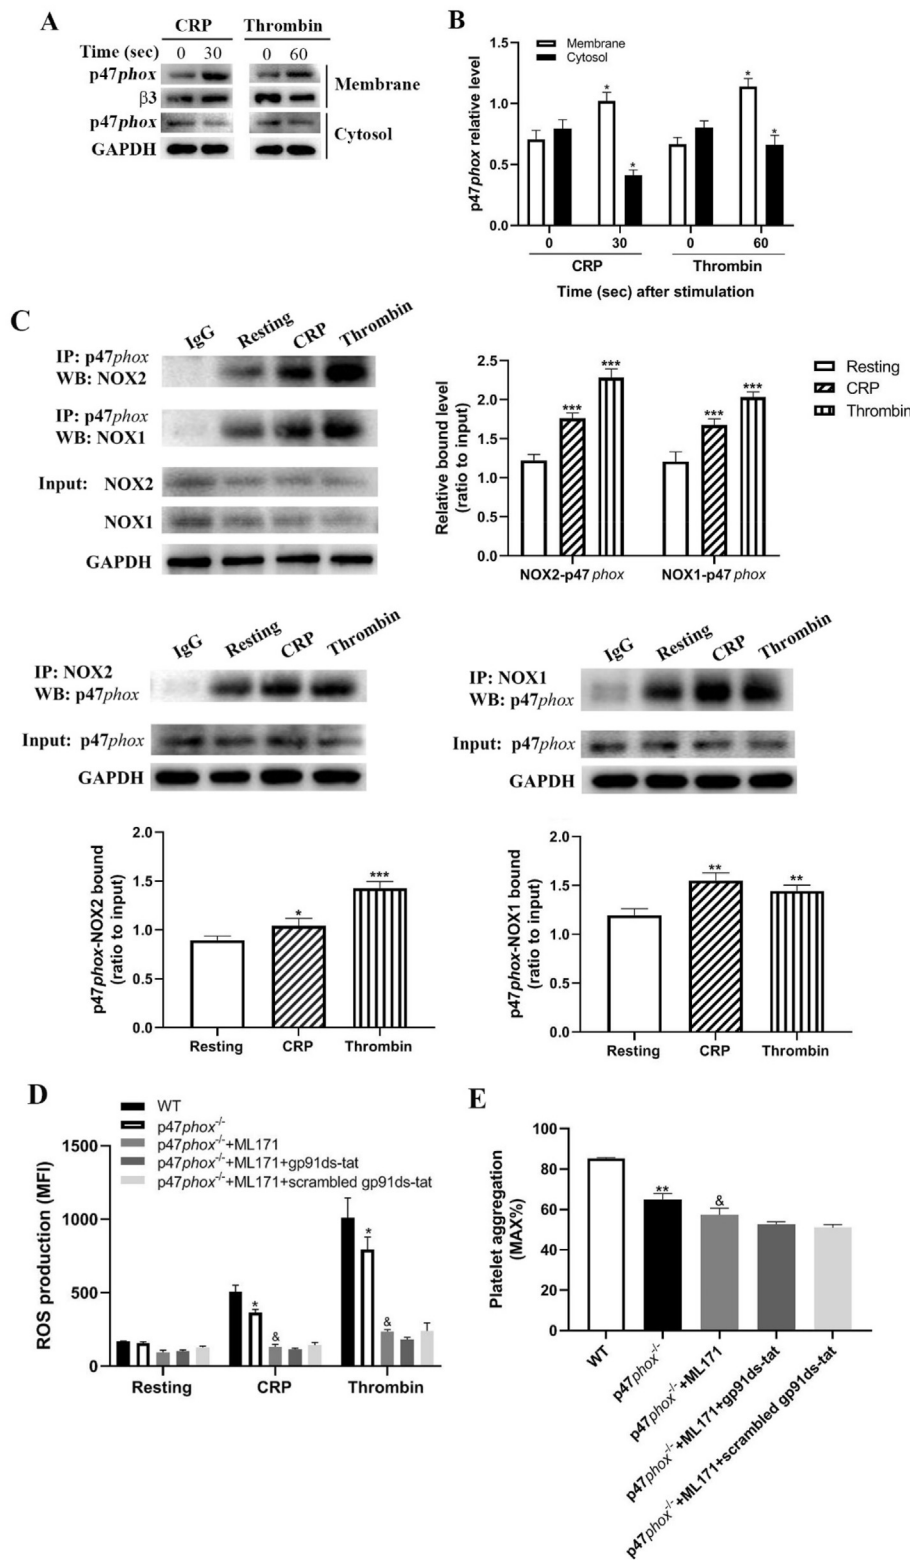 A
CRP Thrombin
Time (sec) 0 30 0 60
p47phox
β3
Membrane
p47phox
GAPDH
Cytosol
B
Membrane
Cytosol
p47phox relative level
1.5
1.0
0.5
0.0
* * * *
0 30 0 60
CRP Thrombin
Time (sec) after stimulation
C
IgG Resting CRP Thrombin
IP: p47phox
WB: NOX2
IP: p47phox
WB: NOX1
Input: NOX2
NOX1
GAPDH
Relative bound level
(ratio to input)
2.5
2.0
1.5
1.0
0.5
0.0
*** *** *** ***
NOX2-p47 phox NOX1-p47 phox
Resting
CRP
Thrombin
IgG Resting CRP Thrombin
IP: NOX2
WB: p47phox
Input: p47phox
GAPDH
IgG Resting CRP Thrombin
IP: NOX1
WB: p47phox
Input: p47phox
GAPDH
p47phox-NOX2 bound
(ratio to input)
2.0
1.5
1.0
0.5
0.0
* ***
Resting CRP Thrombin
p47phox-NOX1 bound
(ratio to input)
2.0
1.5
1.0
0.5
0.0
** **
Resting CRP Thrombin
D
WT
p47phox-/-
p47phox-/-+ML171
p47phox-/-+ML171+gp91ds-tat
p47phox-/-+ML171+scrambled gp91ds-tat
ROS production (MFI)
1500
1000
500
0
* & * &
Resting CRP Thrombin
E
Platelet aggregation
(MAX%)
100
80
60
40
20
0
** &
WT
p47phox-/-
p47phox-/-+ML171
p47phox-/-+ML171+gp91ds-tat
p47phox-/-+ML171+scrambled gp91ds-tat